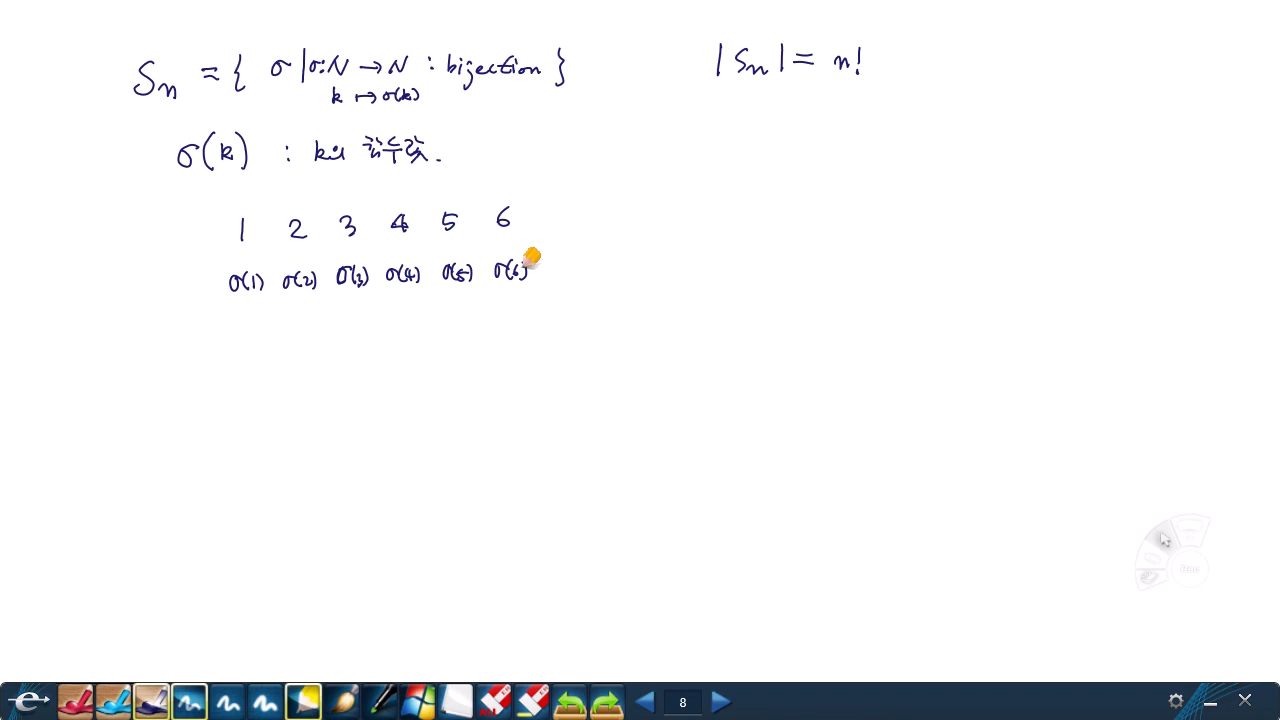 Sₙ = { σ | σ: N → N : bijection }
k ↦ σ(k)
|Sₙ| = n!
σ(k) : k의 함수값.
1 2 3 4 5 6
σ(1) σ(2) σ(3) σ(4) σ(5) σ(6)
8